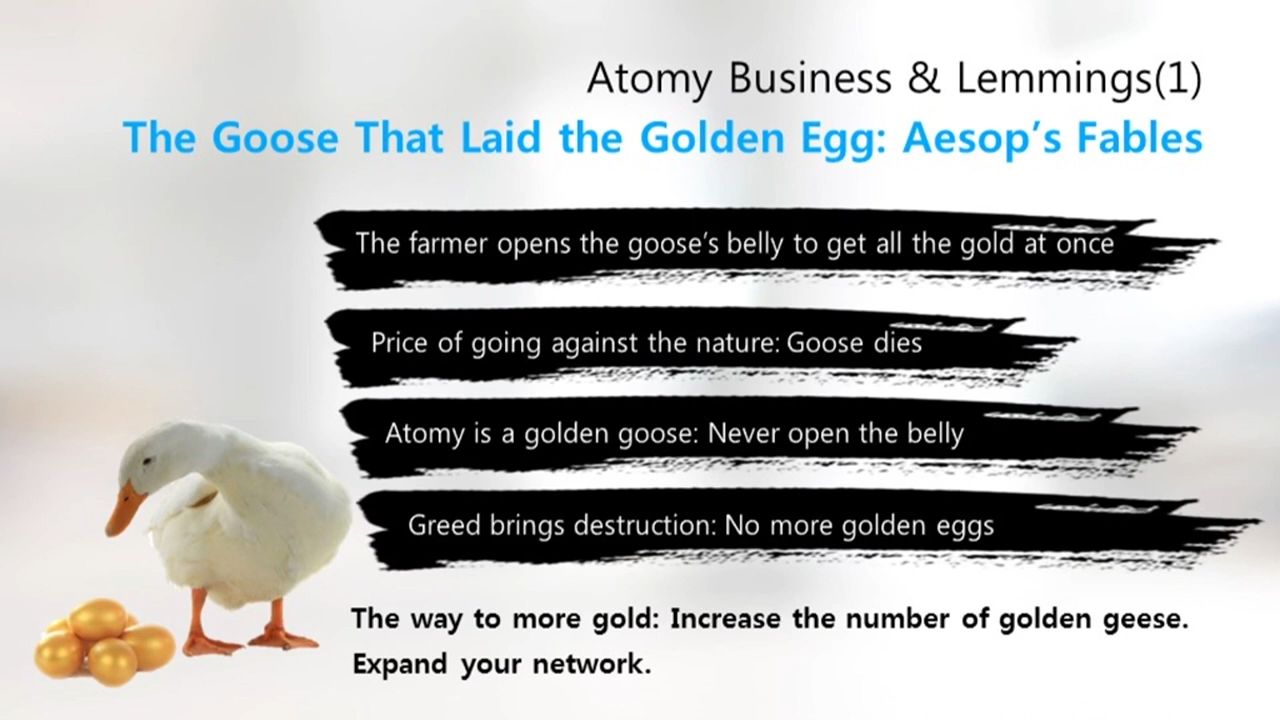 Atomy Business & Lemmings(1)
The Goose That Laid the Golden Egg: Aesop's Fables
The farmer opens the goose's belly to get all the gold at once
Price of going against the nature: Goose dies
Atomy is a golden goose: Never open the belly
Greed brings destruction: No more golden eggs
The way to more gold: Increase the number of golden geese.
Expand your network.